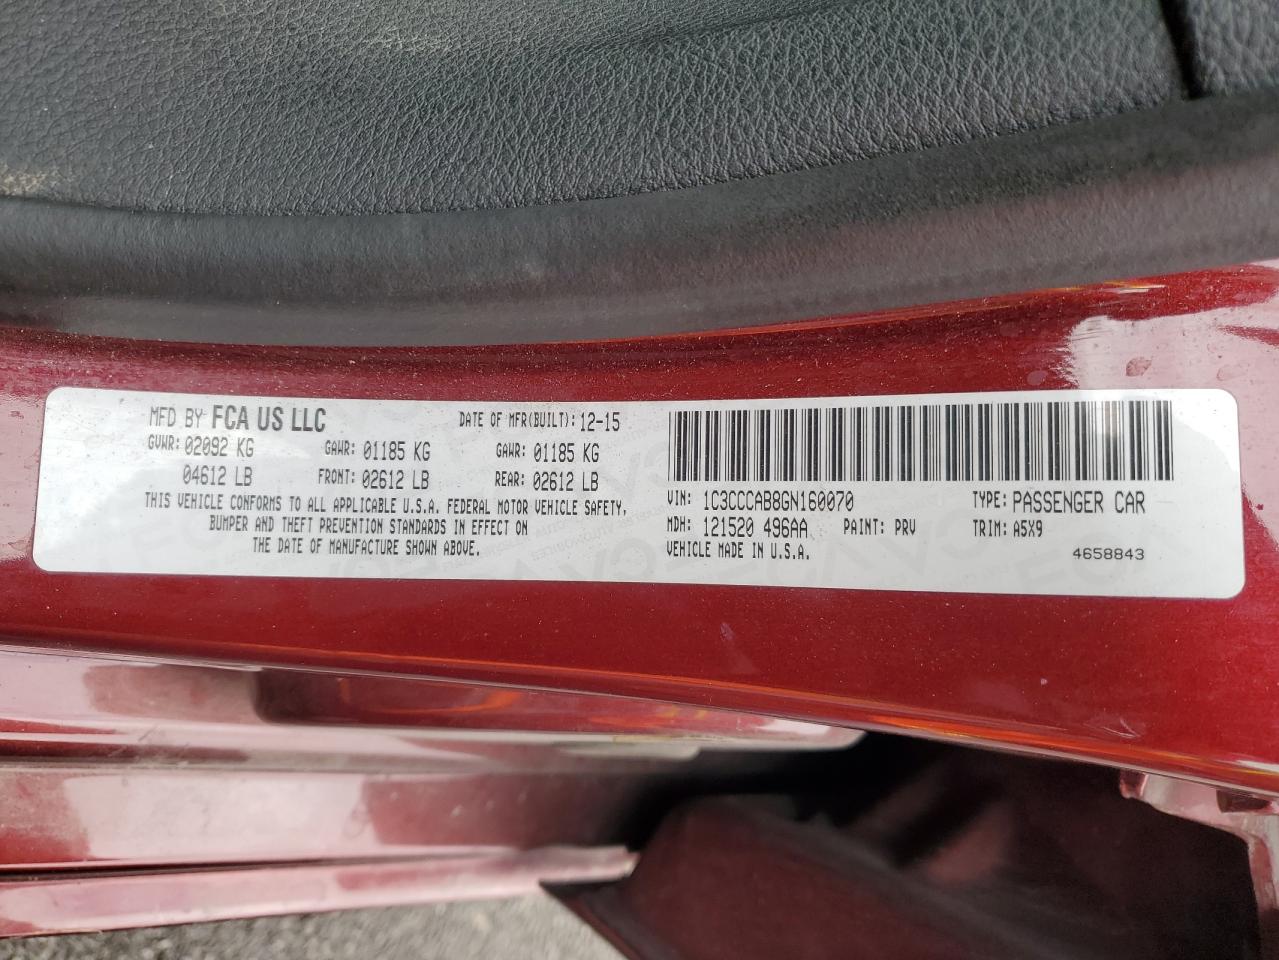 MFD BY FCA US LLC DATE OF MFR(BUILT): 12-15
GVWR: 02092 KG GAWR: 01185 KG GAWR: 01185 KG
04612 LB FRONT: 02612 LB REAR: 02612 LB
THIS VEHICLE CONFORMS TO ALL APPLICABLE U.S.A. FEDERAL MOTOR VEHICLE SAFETY,
BUMPER AND THEFT PREVENTION STANDARDS IN EFFECT ON
THE DATE OF MANUFACTURE SHOWN ABOVE.
VIN: 1C3CCCAB8GN160070 TYPE: PASSENGER CAR
MDH: 121520 496AA PAINT: PRV TRIM: A5X9
VEHICLE MADE IN U.S.A. 4658843